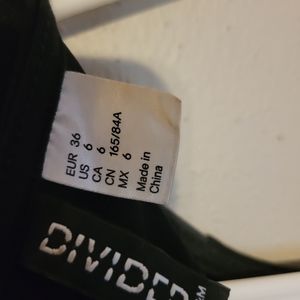 EUR 36
US 6
CA 6
CN 165/84A
MX 6
Made in
China
DIVIDED